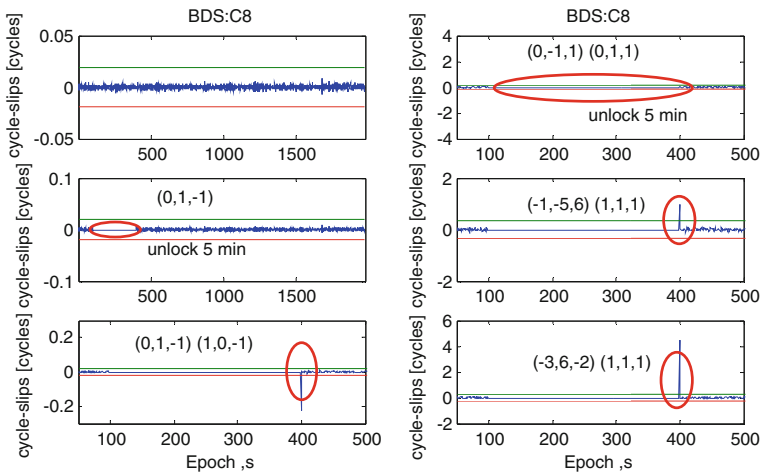 BDS:C8
cycle-slips [cycles]
0.05
0
-0.05
500 1000 1500
cycle-slips [cycles]
0.1
0
-0.1
(0,1,-1)
unlock 5 min
500 1000 1500
cycle-slips [cycles]
0.2
0
-0.2
(0,1,-1) (1,0,-1)
100 200 300 400 500
Epoch ,s
BDS:C8
cycle-slips [cycles]
4
2
0
-2
-4
(0,-1,1) (0,1,1)
unlock 5 min
100 200 300 400 500
cycle-slips [cycles]
2
0
-2
(-1,-5,6) (1,1,1)
100 200 300 400 500
cycle-slips [cycles]
6
4
2
0
-2
(-3,6,-2) (1,1,1)
100 200 300 400 500
Epoch ,s